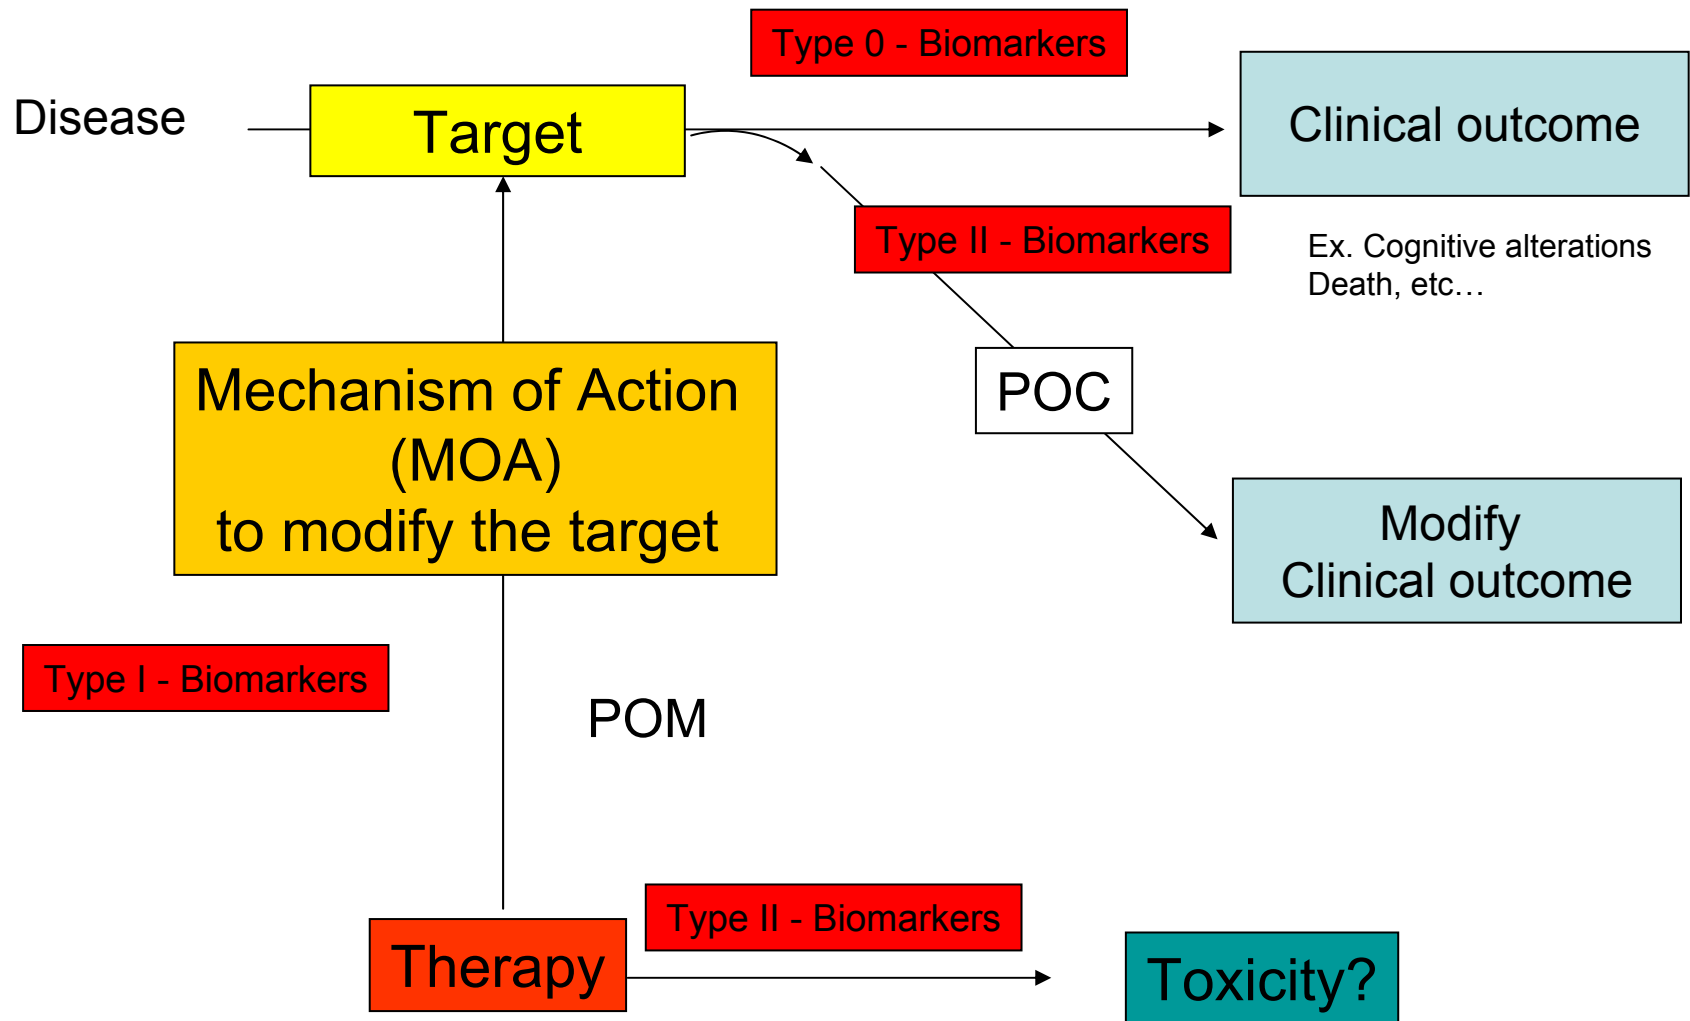 Type 0 - Biomarkers
Disease
Target
Clinical outcome
Type II - Biomarkers
Ex. Cognitive alterations
Death, etc…
Mechanism of Action
(MOA)
to modify the target
POC
Modify
Clinical outcome
Type I - Biomarkers
POM
Type II - Biomarkers
Therapy
Toxicity?